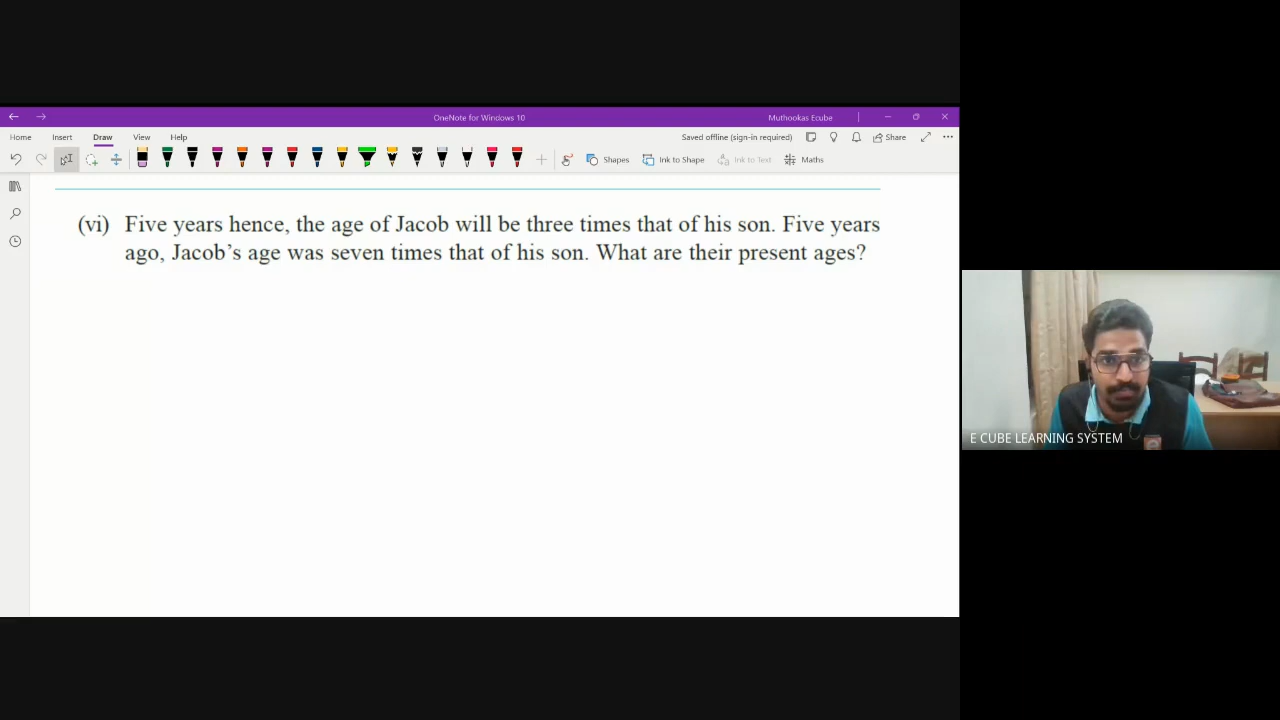 OneNote for Windows 10
Muthookas Ecube
Home Insert Draw View Help
Saved offline (sign-in required) Share
Shapes Ink to Shape Ink to Text Maths
(vi) Five years hence, the age of Jacob will be three times that of his son. Five years
ago, Jacob’s age was seven times that of his son. What are their present ages?
E CUBE LEARNING SYSTEM